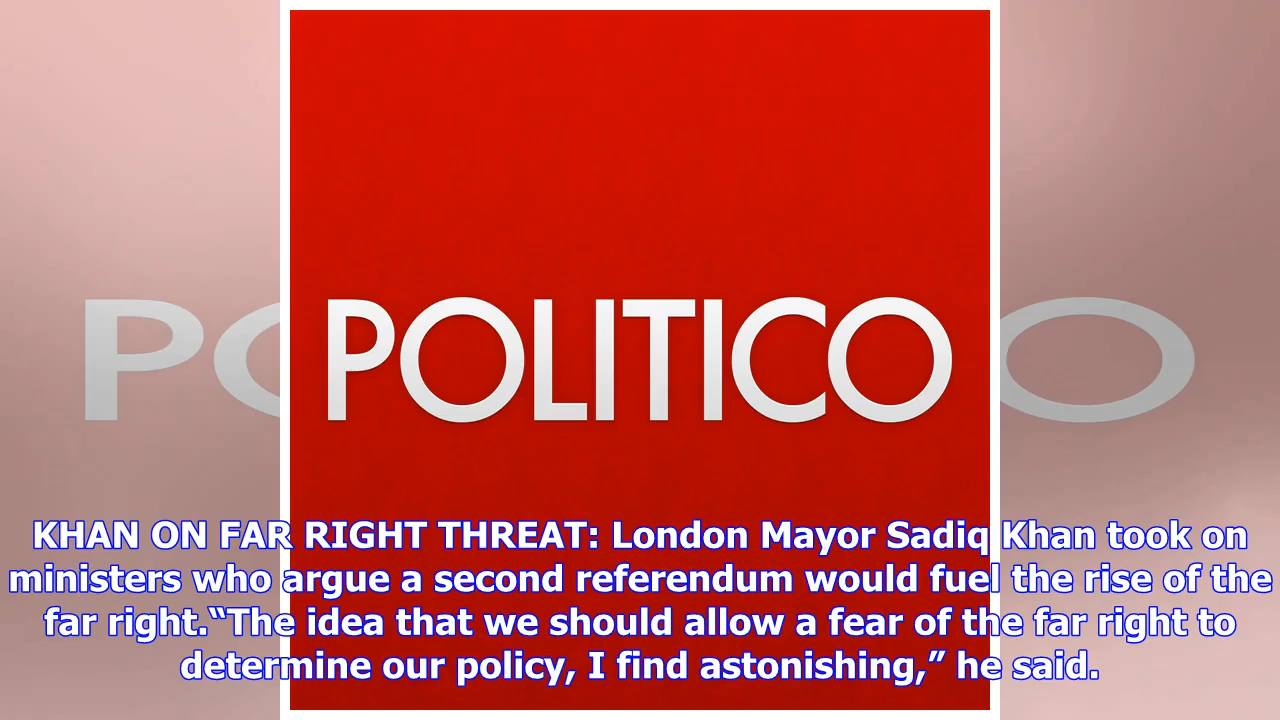 POLITICO
KHAN ON FAR RIGHT THREAT: London Mayor Sadiq Khan took on
ministers who argue a second referendum would fuel the rise of the
far right.“The idea that we should allow a fear of the far right to
determine our policy, I find astonishing,” he said.